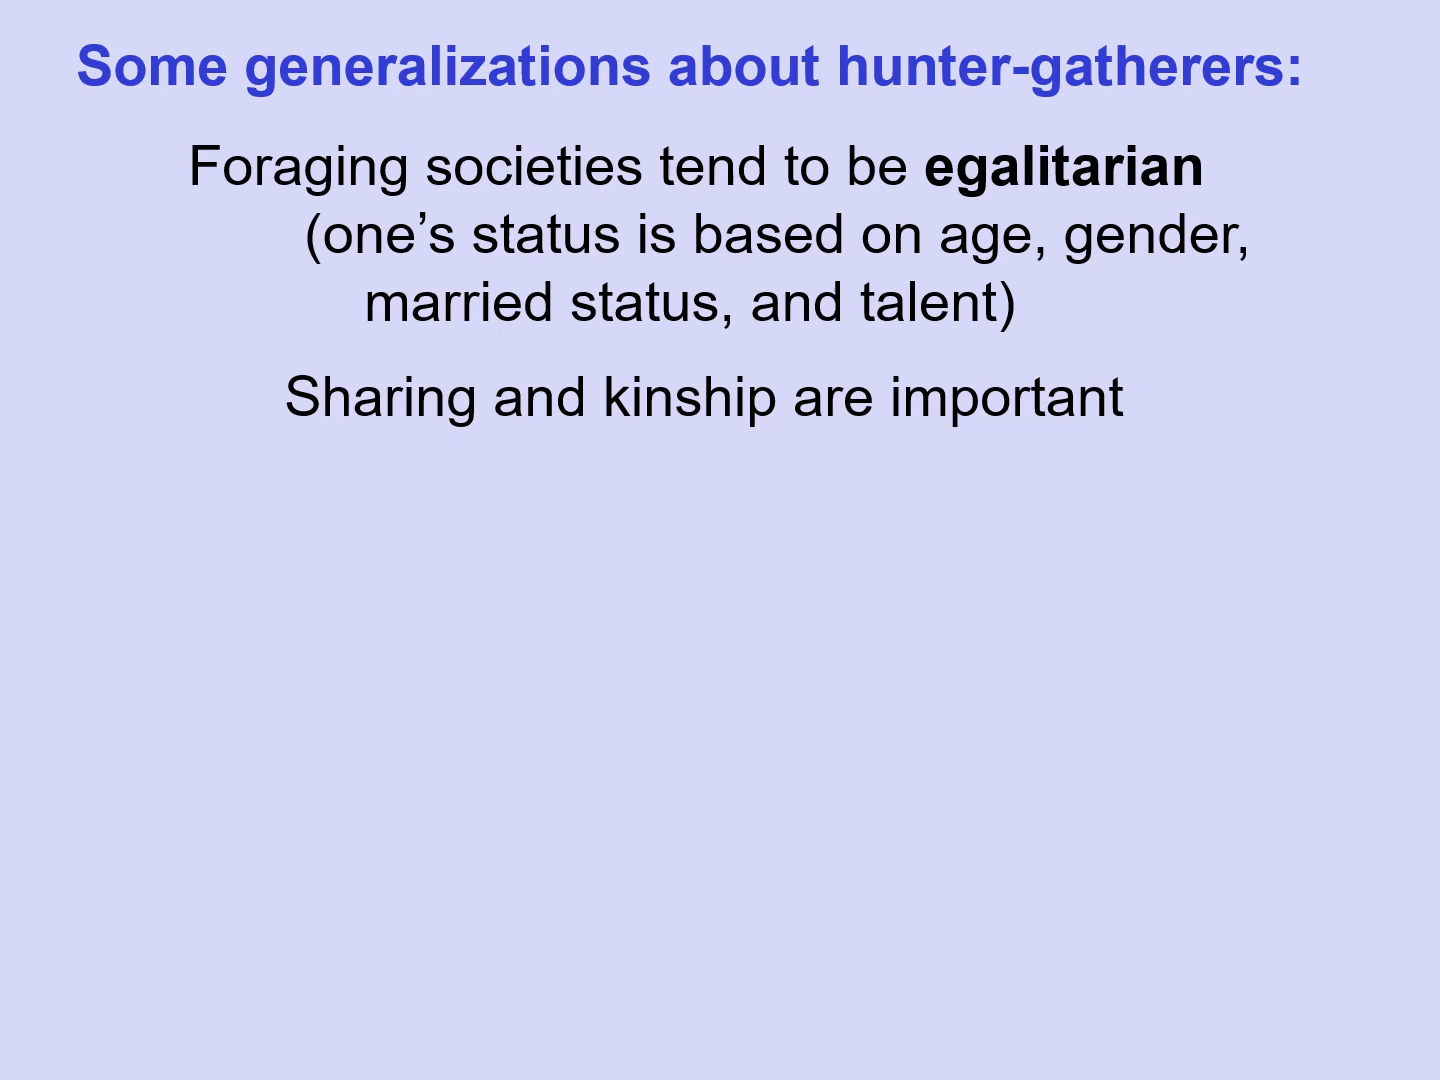 Some generalizations about hunter-gatherers:
Foraging societies tend to be egalitarian
(one’s status is based on age, gender,
married status, and talent)
Sharing and kinship are important